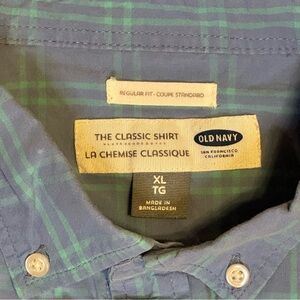 REGULAR FIT - COUPE STANDARD
THE CLASSIC SHIRT
LA CHEMISE CLASSIQUE
OLD NAVY
SAN FRANCISCO
CALIFORNIA
XL
TG
MADE IN
BANGLADESH